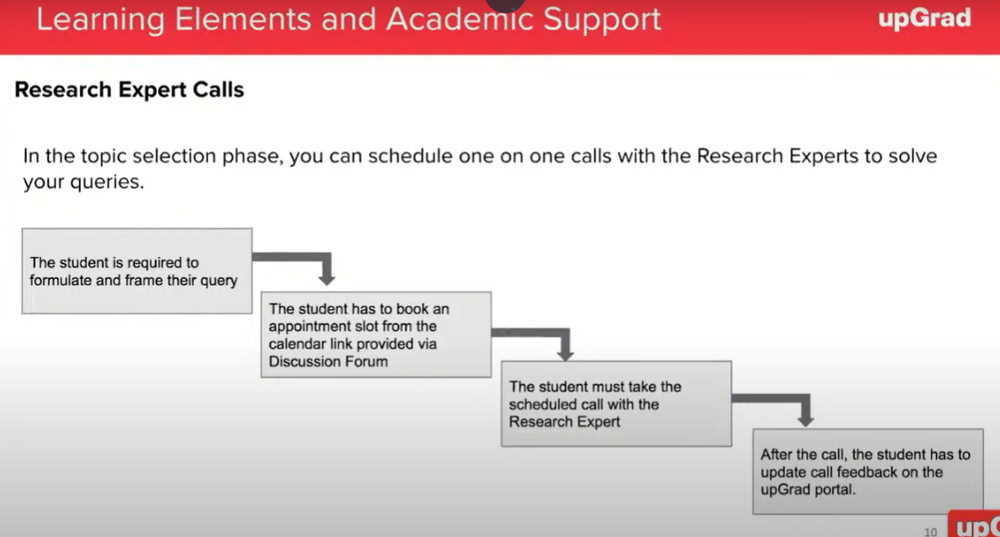 Learning Elements and Academic Support
upGrad
Research Expert Calls
In the topic selection phase, you can schedule one on one calls with the Research Experts to solve
your queries.
The student is required to
formulate and frame their query
The student has to book an
appointment slot from the
calendar link provided via
Discussion Forum
The student must take the
scheduled call with the
Research Expert
After the call, the student has to
update call feedback on the
upGrad portal.
10